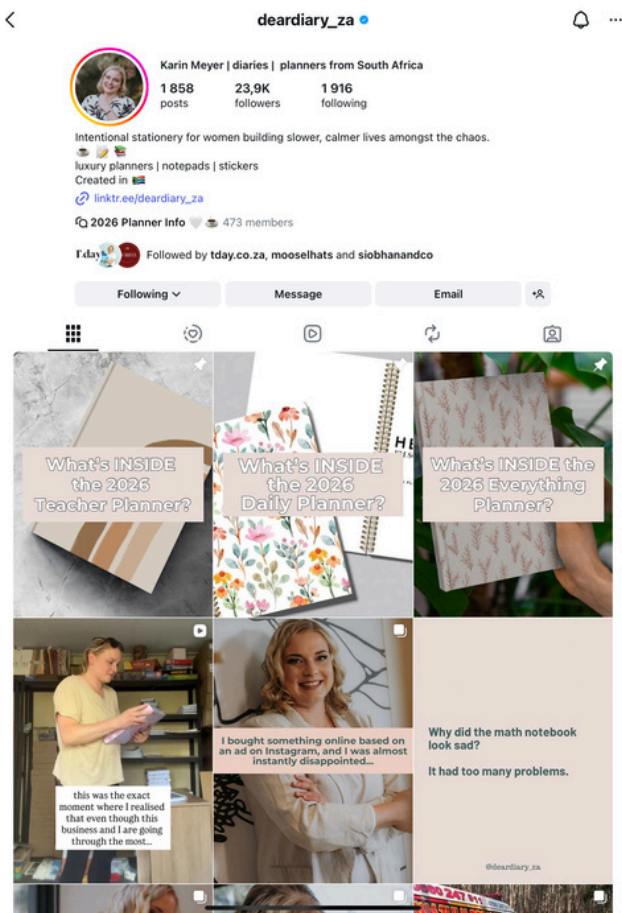 deardiary_za
Karin Meyer | diaries | planners from South Africa
1 858 23,9K 1 916
posts followers following
Intentional stationery for women building slower, calmer lives amongst the chaos.
☕ 📝 📚
luxury planners | notepads | stickers
Created in 🇿🇦
linktr.ee/deardiary_za
2026 Planner Info 🤍 ☕ 473 members
Followed by tday.co.za, mooselhats and siobhanandco
Following Message Email
What's INSIDE
the 2026
Teacher Planner?
What's INSIDE
the 2026
Daily Planner?
What's INSIDE the
2026 Everything
Planner?
this was the exact
moment where I realised
that even though this
business and I are going
through the most...
I bought something online based on
an ad on Instagram, and I was almost
instantly disappointed...
Why did the math notebook
look sad?
It had too many problems.
@deardiary_za